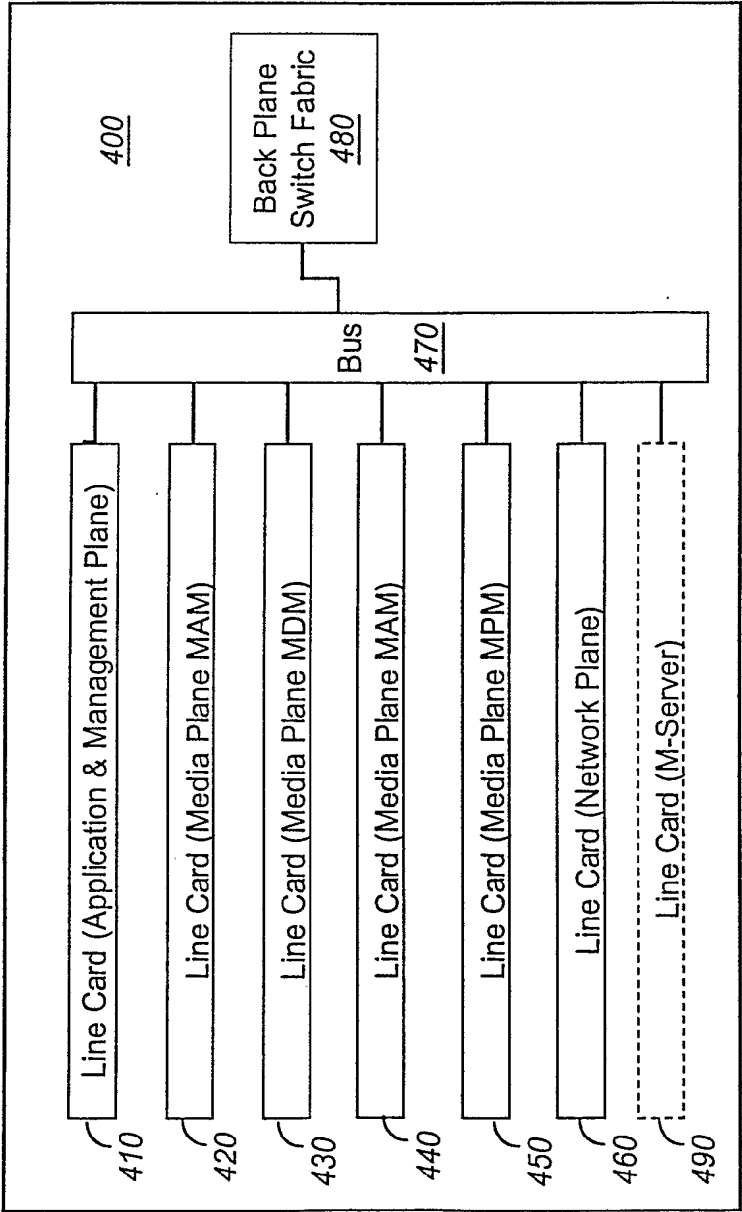 400
Back Plane
Switch Fabric
480
Bus 470
410 Line Card (Application & Management Plane)
420 Line Card (Media Plane MAM)
430 Line Card (Media Plane MDM)
440 Line Card (Media Plane MAM)
450 Line Card (Media Plane MPM)
460 Line Card (Network Plane)
490 Line Card (M-Server)